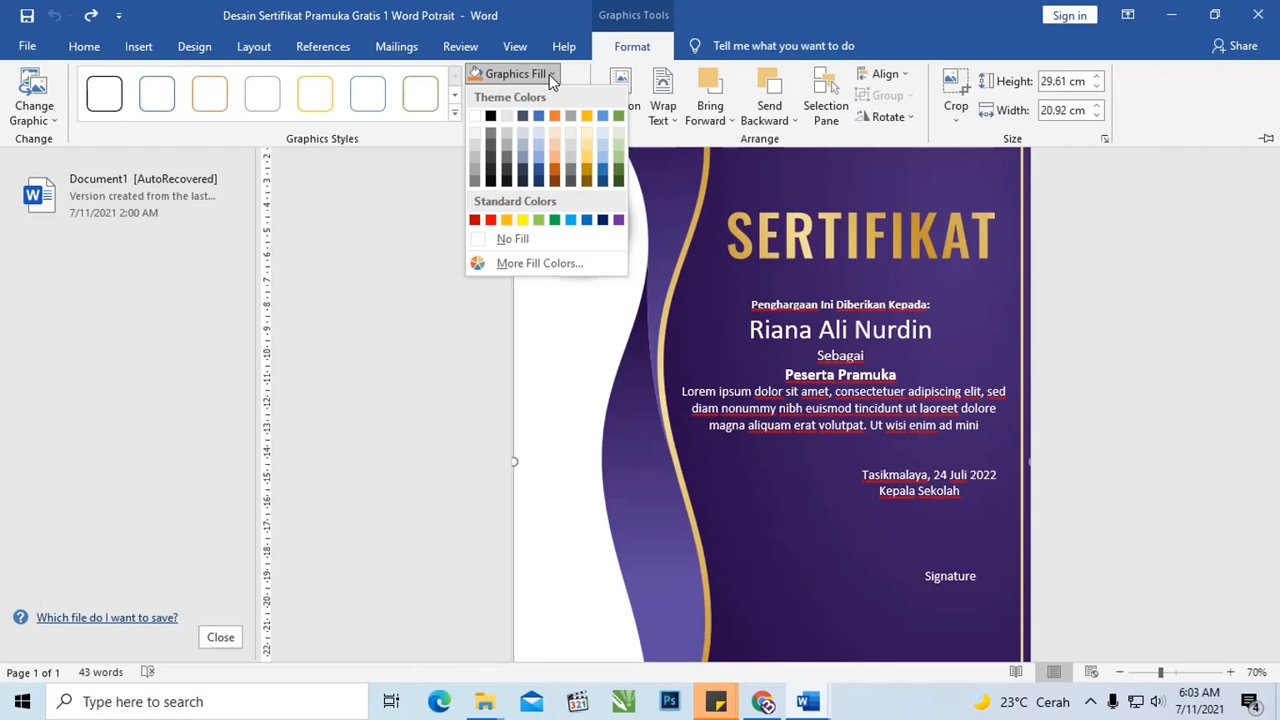 Desain Sertifikat Pramuka Gratis 1 Word Potrait - Word
Graphics Tools
Sign in
File
Home
Insert
Design
Layout
References
Mailings
Review
View
Help
Format
Tell me what you want to do
Share
Change
Graphic
Change
Graphics Styles
Graphics Fill
Wrap
Text
Bring
Forward
Send
Backward
Selection
Pane
Align
Group
Rotate
Arrange
Crop
Height: 29.61 cm
Width: 20.92 cm
Size
Theme Colors
Standard Colors
No Fill
More Fill Colors...
Document1 [AutoRecovered]
Version created from the last...
7/11/2021 2:00 AM
SERTIFIKAT
Penghargaan Ini Diberikan Kepada:
Riana Ali Nurdin
Sebagai
Peserta Pramuka
Lorem ipsum dolor sit amet, consectetuer adipiscing elit, sed
diam nonummy nibh euismod tincidunt ut laoreet dolore
magna aliquam erat volutpat. Ut wisi enim ad mini
Tasikmalaya, 24 Juli 2022
Kepala Sekolah
Signature
Which file do I want to save?
Close
Page 1 of 1
43 words
70%
Type here to search
321
Ps
23°C Cerah
6:03 AM
7/11/2021
4